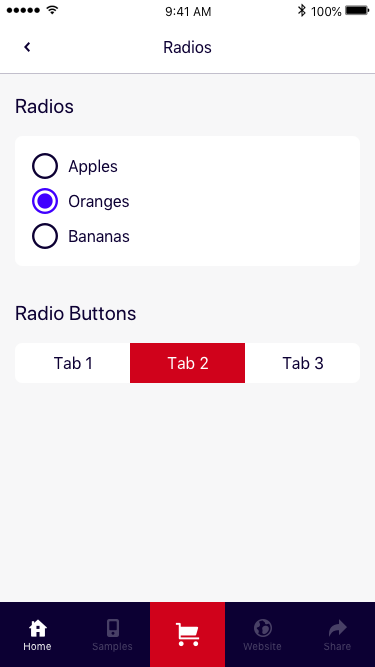 9:41 AM 100%
Radios
Radios
Apples
Oranges
Bananas
Radio Buttons
Tab 1 Tab 2 Tab 3
Home Samples Website Share